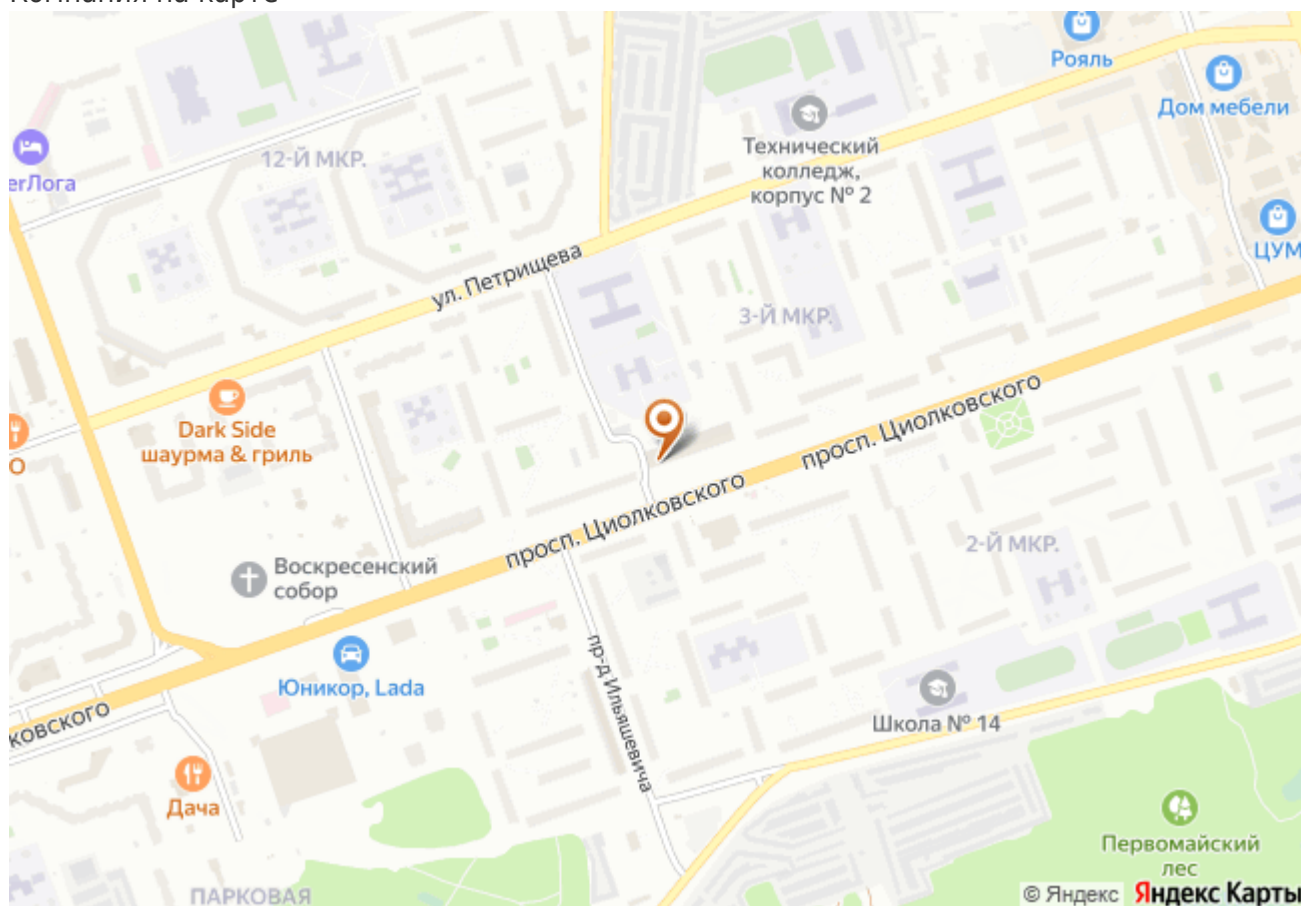 Компания на карте
Рояль
Дом мебели
Технический
колледж,
корпус № 2
12-Й МКР.
егЛога
ЦУМ
ул. Петрищева
3-Й МКР.
Dark Side
шаурма & гриль
О
просп. Циолковского
просп. Циолковского
2-Й МКР.
Воскресенский
собор
пр-д Ильяшевича
Юникор, Lada
Школа № 14
ковского
Дача
Первомайский
лес
ПАРКОВАЯ
© Яндекс Яндекс Карты